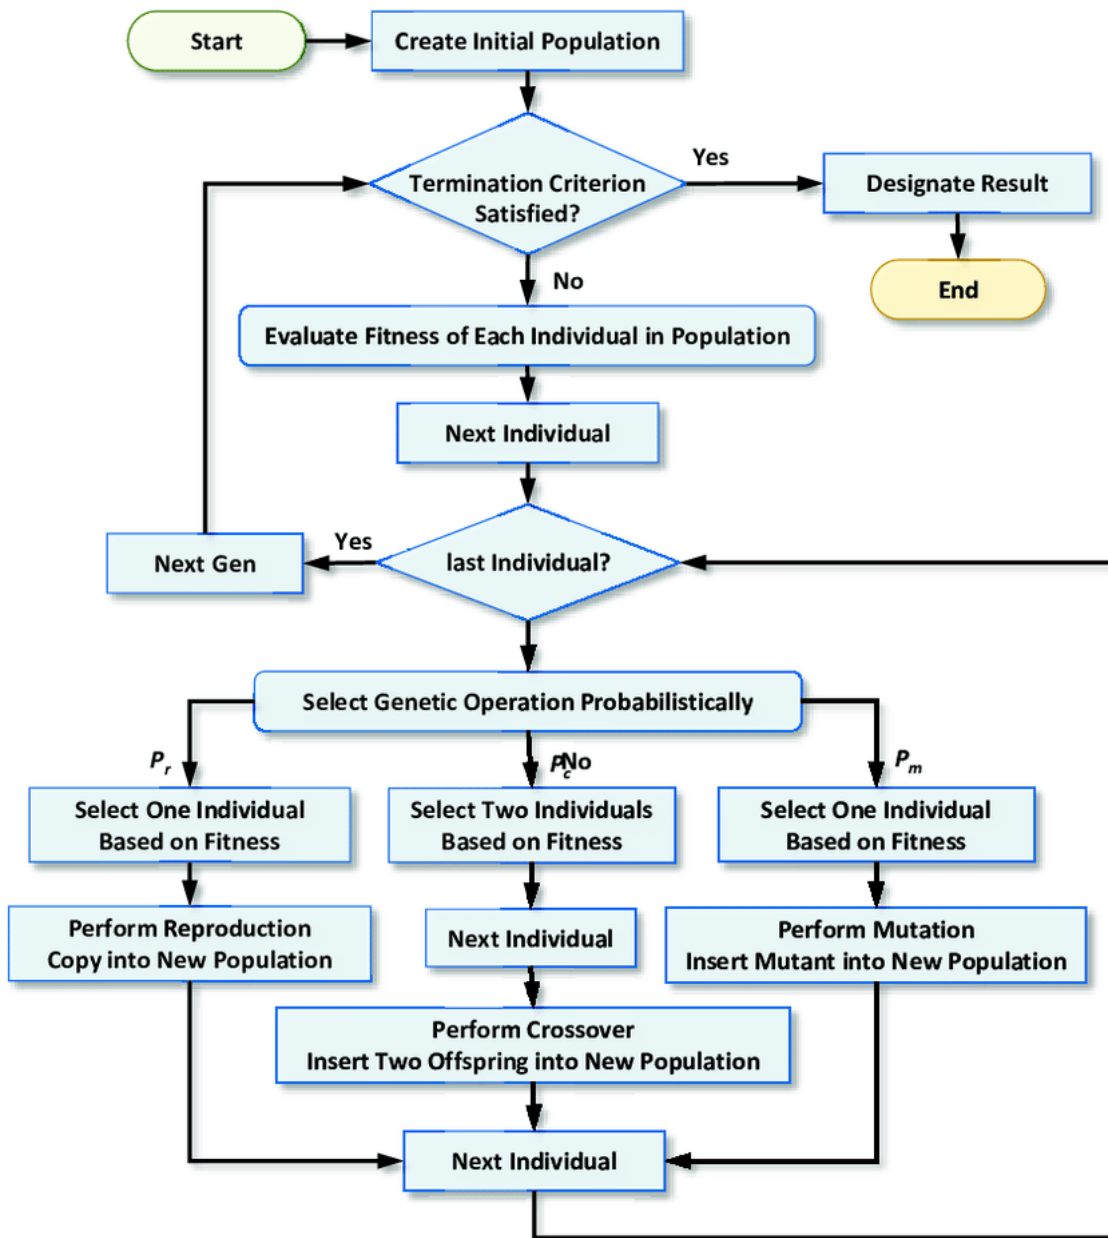 Start
Create Initial Population
Yes
Termination Criterion
Satisfied?
Designate Result
No
End
Evaluate Fitness of Each Individual in Population
Next Individual
Yes
last Individual?
Next Gen
Select Genetic Operation Probabilistically
Pr
Pc
No
Pm
Select One Individual
Based on Fitness
Select Two Individuals
Based on Fitness
Select One Individual
Based on Fitness
Perform Reproduction
Copy into New Population
Next Individual
Perform Mutation
Insert Mutant into New Population
Perform Crossover
Insert Two Offspring into New Population
Next Individual